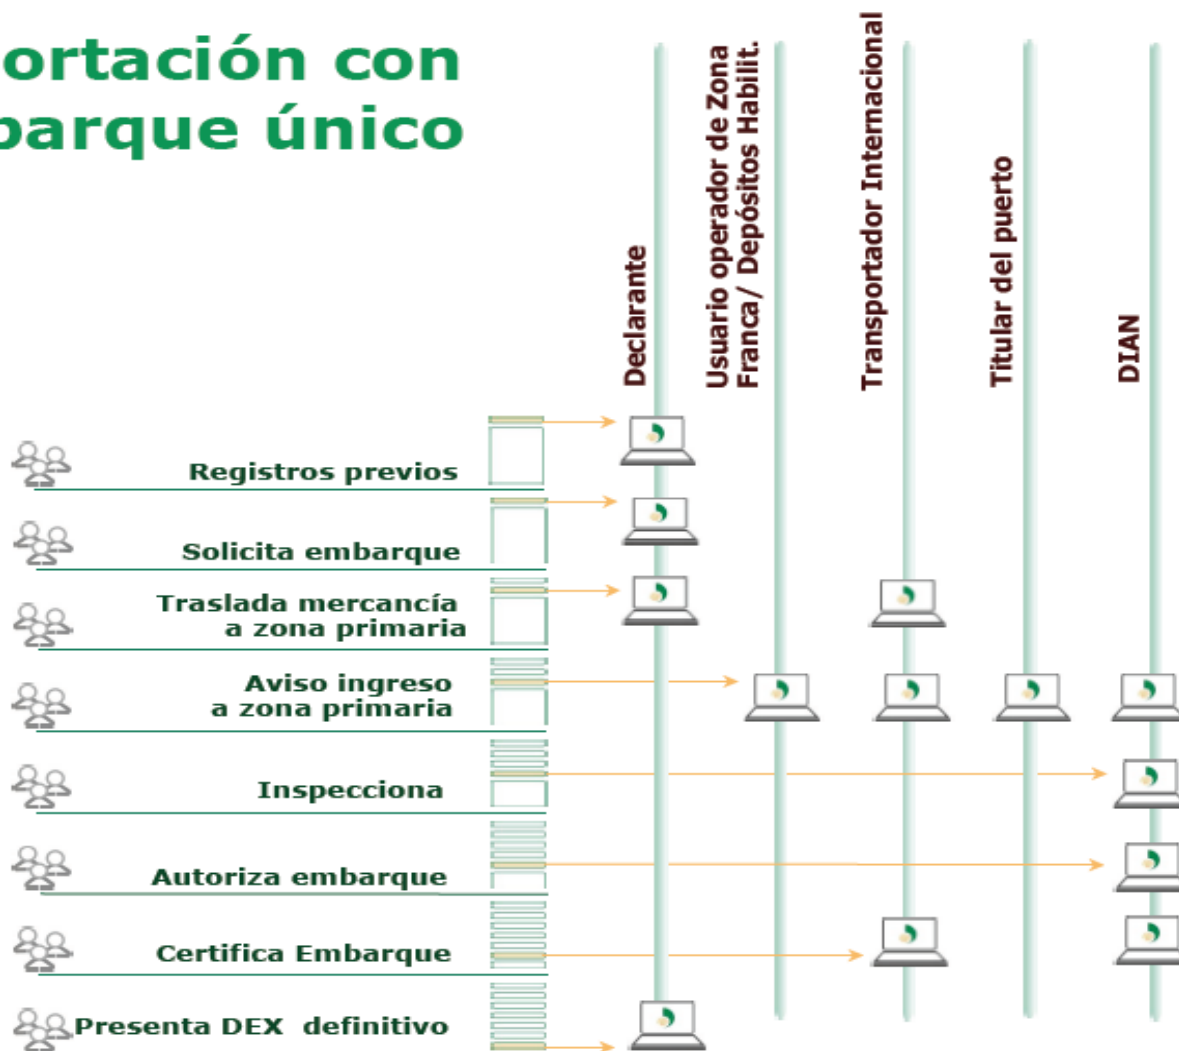 ortación con
barque único
Declarante
Usuario operador de Zona
Franca/ Depósitos Habilit.
Transportador Internacional
Titular del puerto
DIAN
Registros previos
Solicita embarque
Traslada mercancía
a zona primaria
Aviso ingreso
a zona primaria
Inspecciona
Autoriza embarque
Certifica Embarque
Presenta DEX definitivo